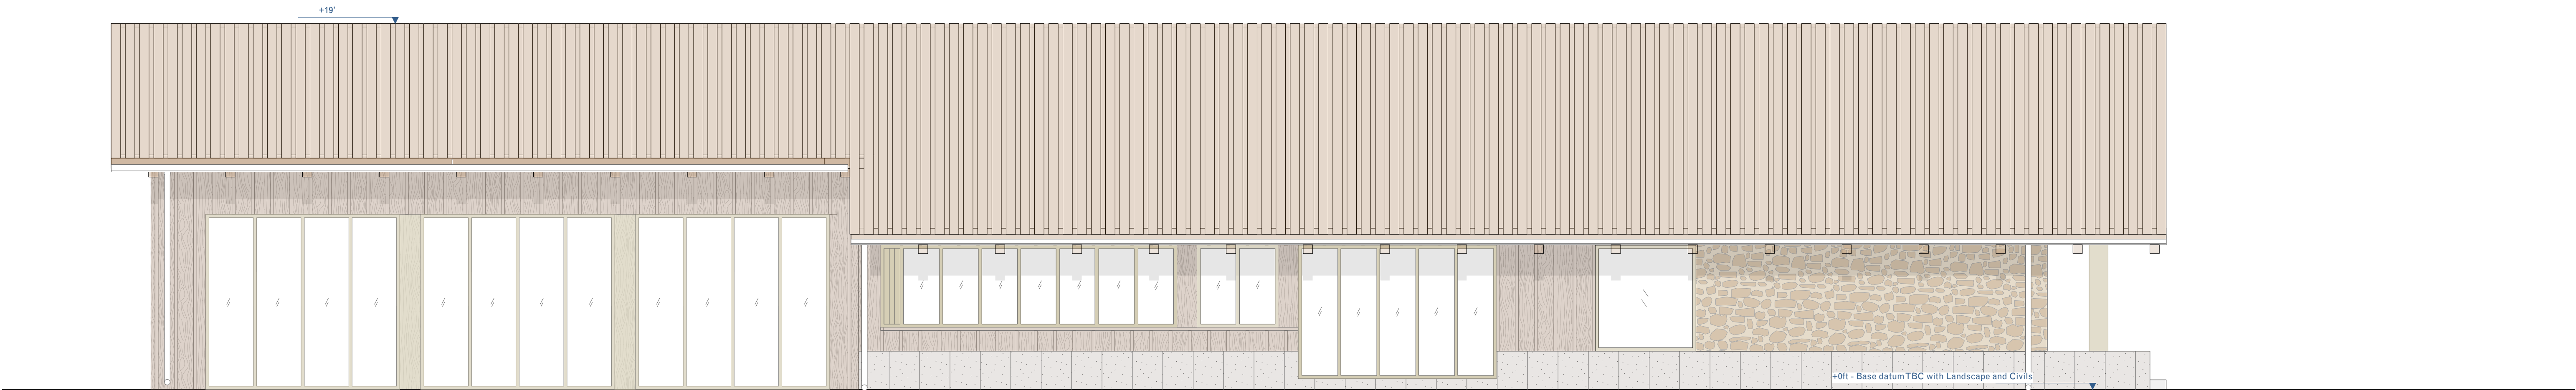 +19'
+0ft - Base datum TBC with Landscape and Civils